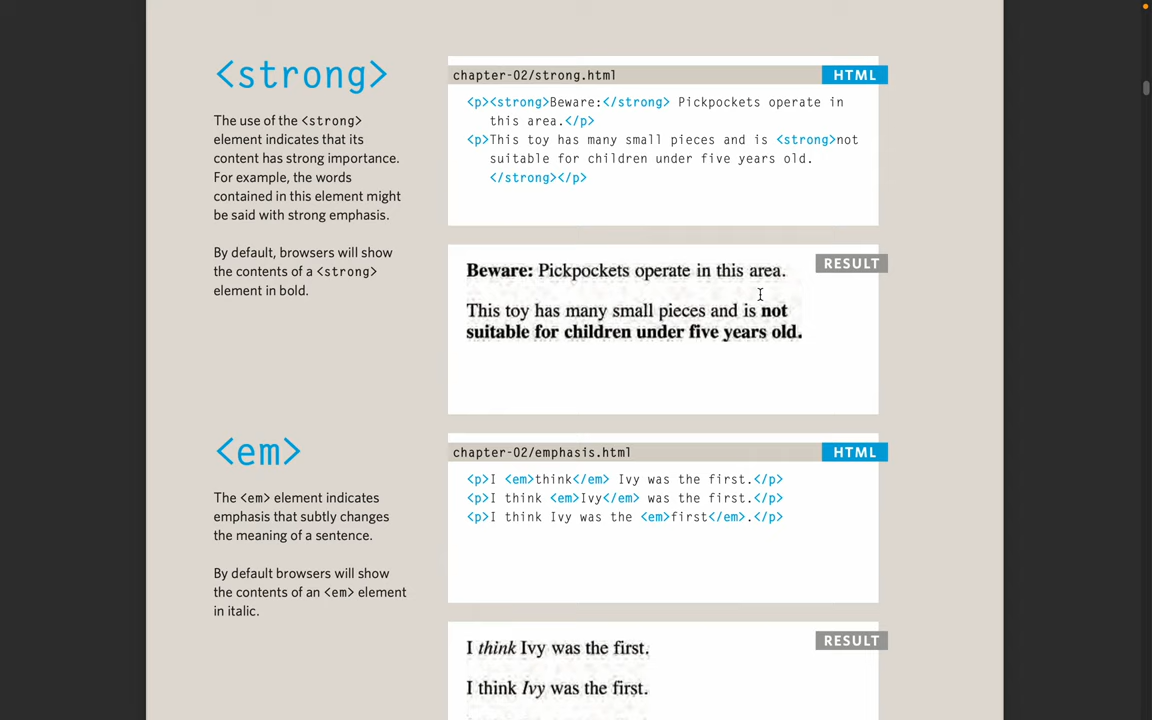 <strong>
The use of the <strong>
element indicates that its
content has strong importance.
For example, the words
contained in this element might
be said with strong emphasis.
By default, browsers will show
the contents of a <strong>
element in bold.
chapter-02/strong.html
HTML
<p><strong>Beware:</strong> Pickpockets operate in
this area.</p>
<p>This toy has many small pieces and is <strong>not
suitable for children under five years old.
</strong></p>
RESULT
Beware: Pickpockets operate in this area.
This toy has many small pieces and is not
suitable for children under five years old.
<em>
The <em> element indicates
emphasis that subtly changes
the meaning of a sentence.
By default browsers will show
the contents of an <em> element
in italic.
chapter-02/emphasis.html
HTML
<p>I <em>think</em> Ivy was the first.</p>
<p>I think <em>Ivy</em> was the first.</p>
<p>I think Ivy was the <em>first</em>.</p>
RESULT
I think Ivy was the first.
I think Ivy was the first.